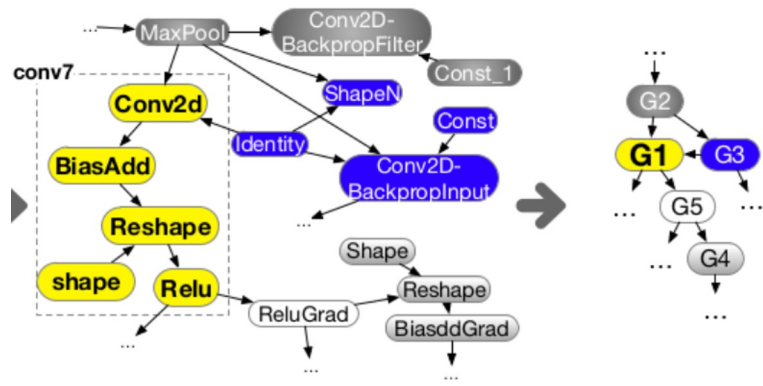 ...
MaxPool
Conv2D-
BackpropFilter
Const_1
conv7
Conv2d
ShapeN
Const
Identity
BiasAdd
Conv2D-
BackpropInput
...
Reshape
shape
Relu
...
Shape
Reshape
ReluGrad
BiasddGrad
...
...
...
G2
G1
G3
...
...
G5
...
G4
...